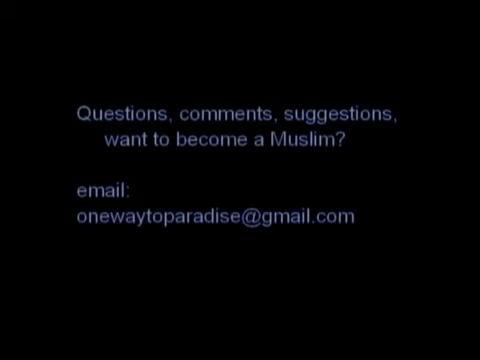 Questions, comments, suggestions,
want to become a Muslim?
email:
onewaytoparadise@gmail.com